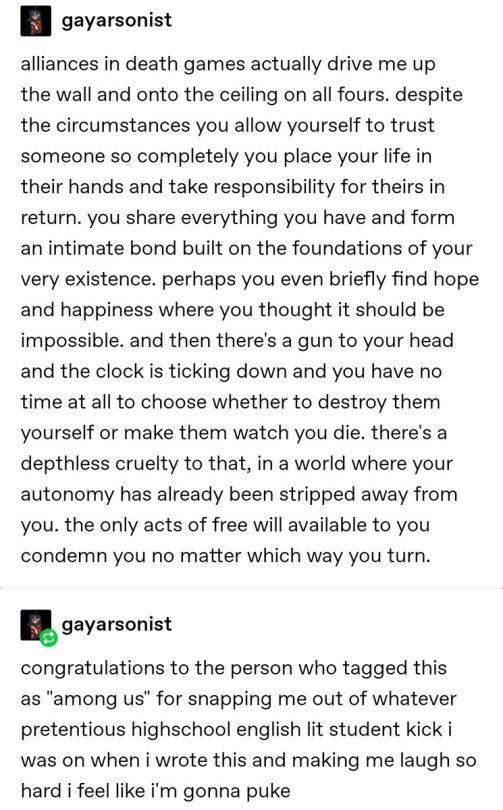 gayarsonist
alliances in death games actually drive me up
the wall and onto the ceiling on all fours. despite
the circumstances you allow yourself to trust
someone so completely you place your life in
their hands and take responsibility for theirs in
return. you share everything you have and form
an intimate bond built on the foundations of your
very existence. perhaps you even briefly find hope
and happiness where you thought it should be
impossible. and then there's a gun to your head
and the clock is ticking down and you have no
time at all to choose whether to destroy them
yourself or make them watch you die. there's a
depthless cruelty to that, in a world where your
autonomy has already been stripped away from
you. the only acts of free will available to you
condemn you no matter which way you turn.
gayarsonist
congratulations to the person who tagged this
as "among us" for snapping me out of whatever
pretentious highschool english lit student kick i
was on when i wrote this and making me laugh so
hard i feel like i'm gonna puke